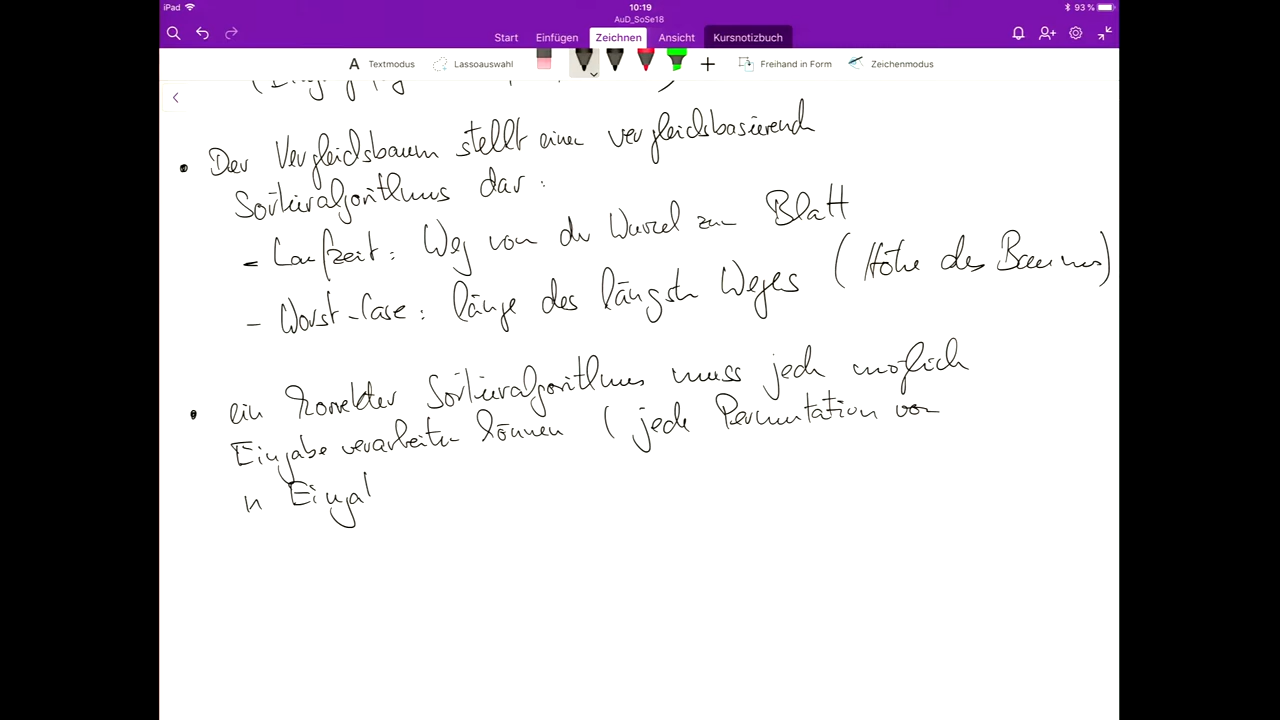 iPad 10:19 93 %
AuD_SoSe18
Start Einfügen Zeichnen Ansicht Kursnotizbuch
Textmodus Lassoauswahl Freihand in Form Zeichenmodus
• Der Vergleichsbaum stellt einen vergleichsbasierend
Sortieralgorithmus dar:
- Laufzeit: Weg von der Wurzel zum Blatt
- Worst-Case: länge des längsten Weges (Höhe des Baumes)
• ein korrekter Sortieralgorithmus muss jede möglich
Eingabe verarbeiten können (jede Permutation von
n Eingal